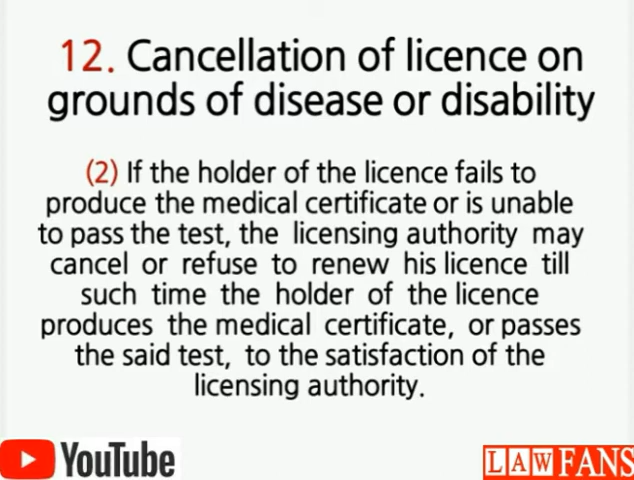 12. Cancellation of licence on
grounds of disease or disability
(2) If the holder of the licence fails to
produce the medical certificate or is unable
to pass the test, the licensing authority may
cancel or refuse to renew his licence till
such time the holder of the licence
produces the medical certificate, or passes
the said test, to the satisfaction of the
licensing authority.
YouTube
LAWFANS